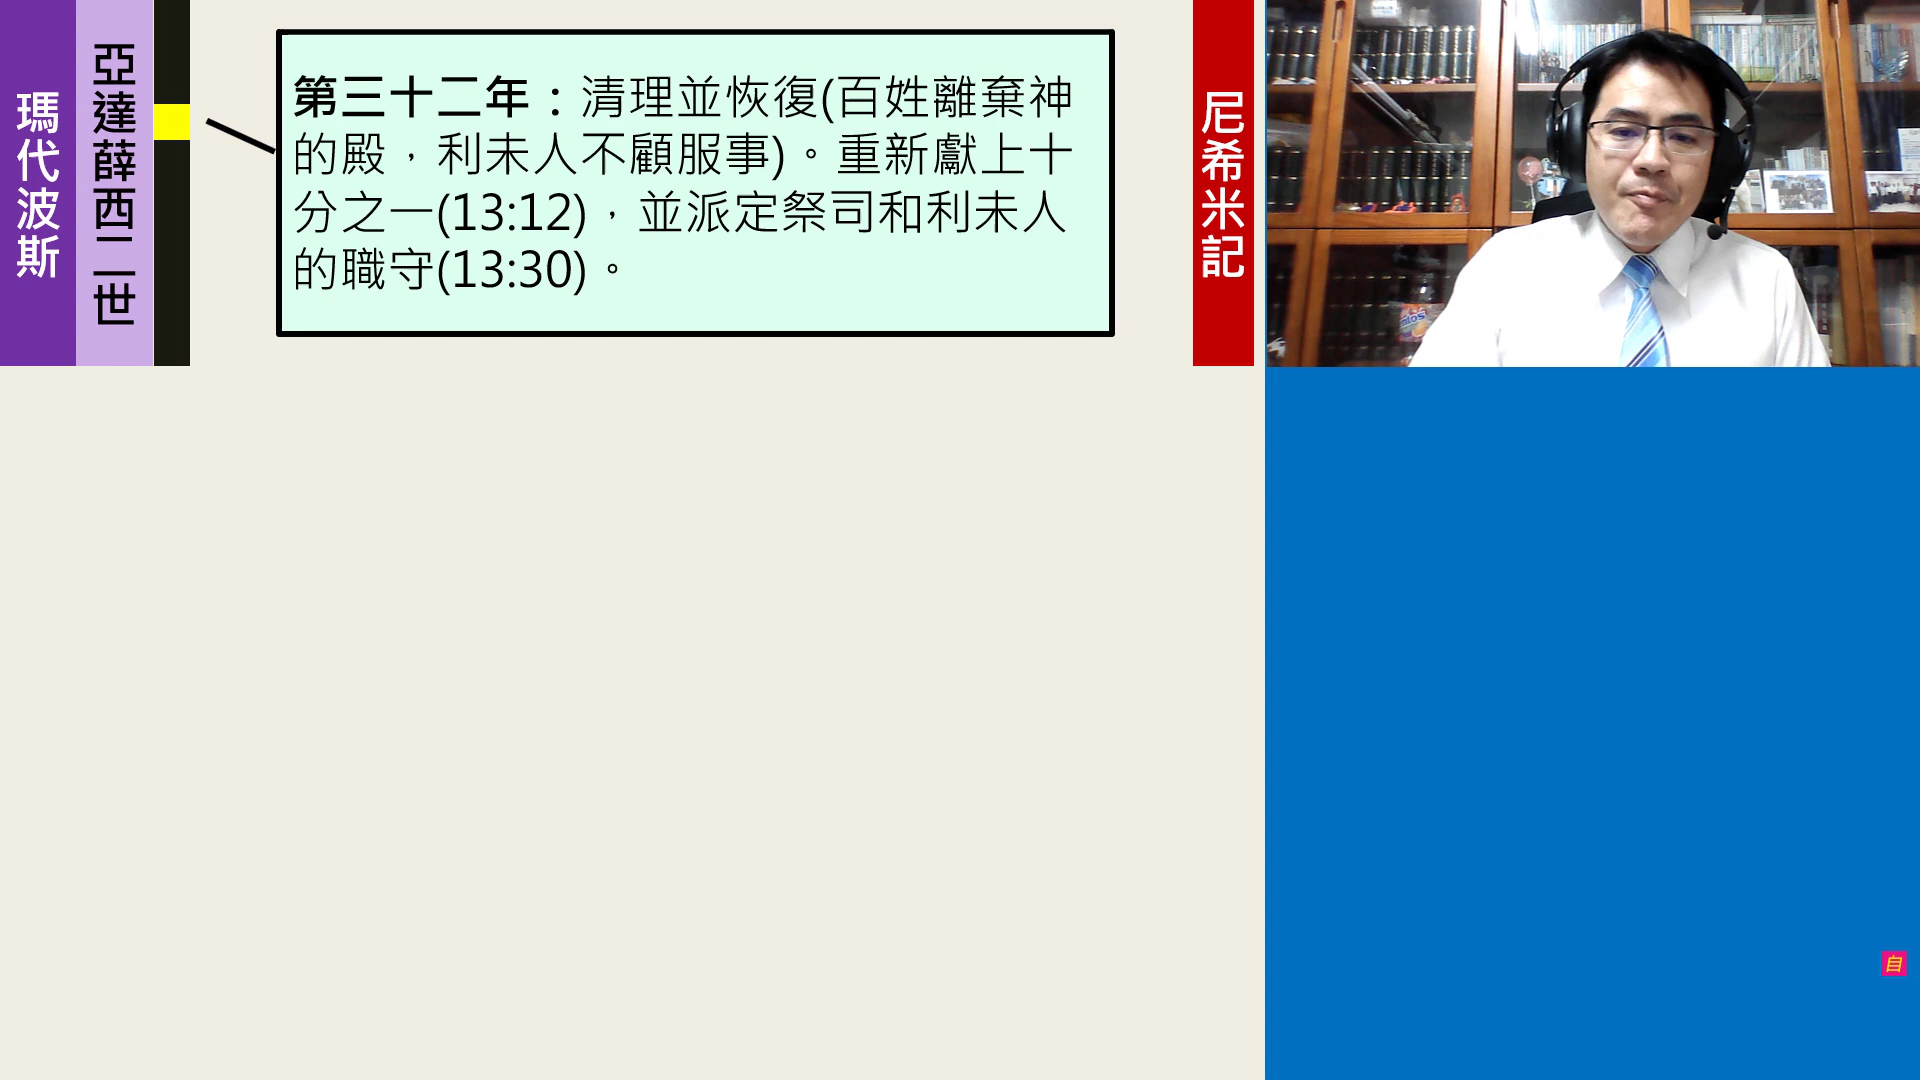 瑪代波斯
亞達薛西二世
第三十二年：清理並恢復(百姓離棄神
的殿，利未人不顧服事)。重新獻上十
分之一(13:12)，並派定祭司和利未人
的職守(13:30)。
尼希米記
自